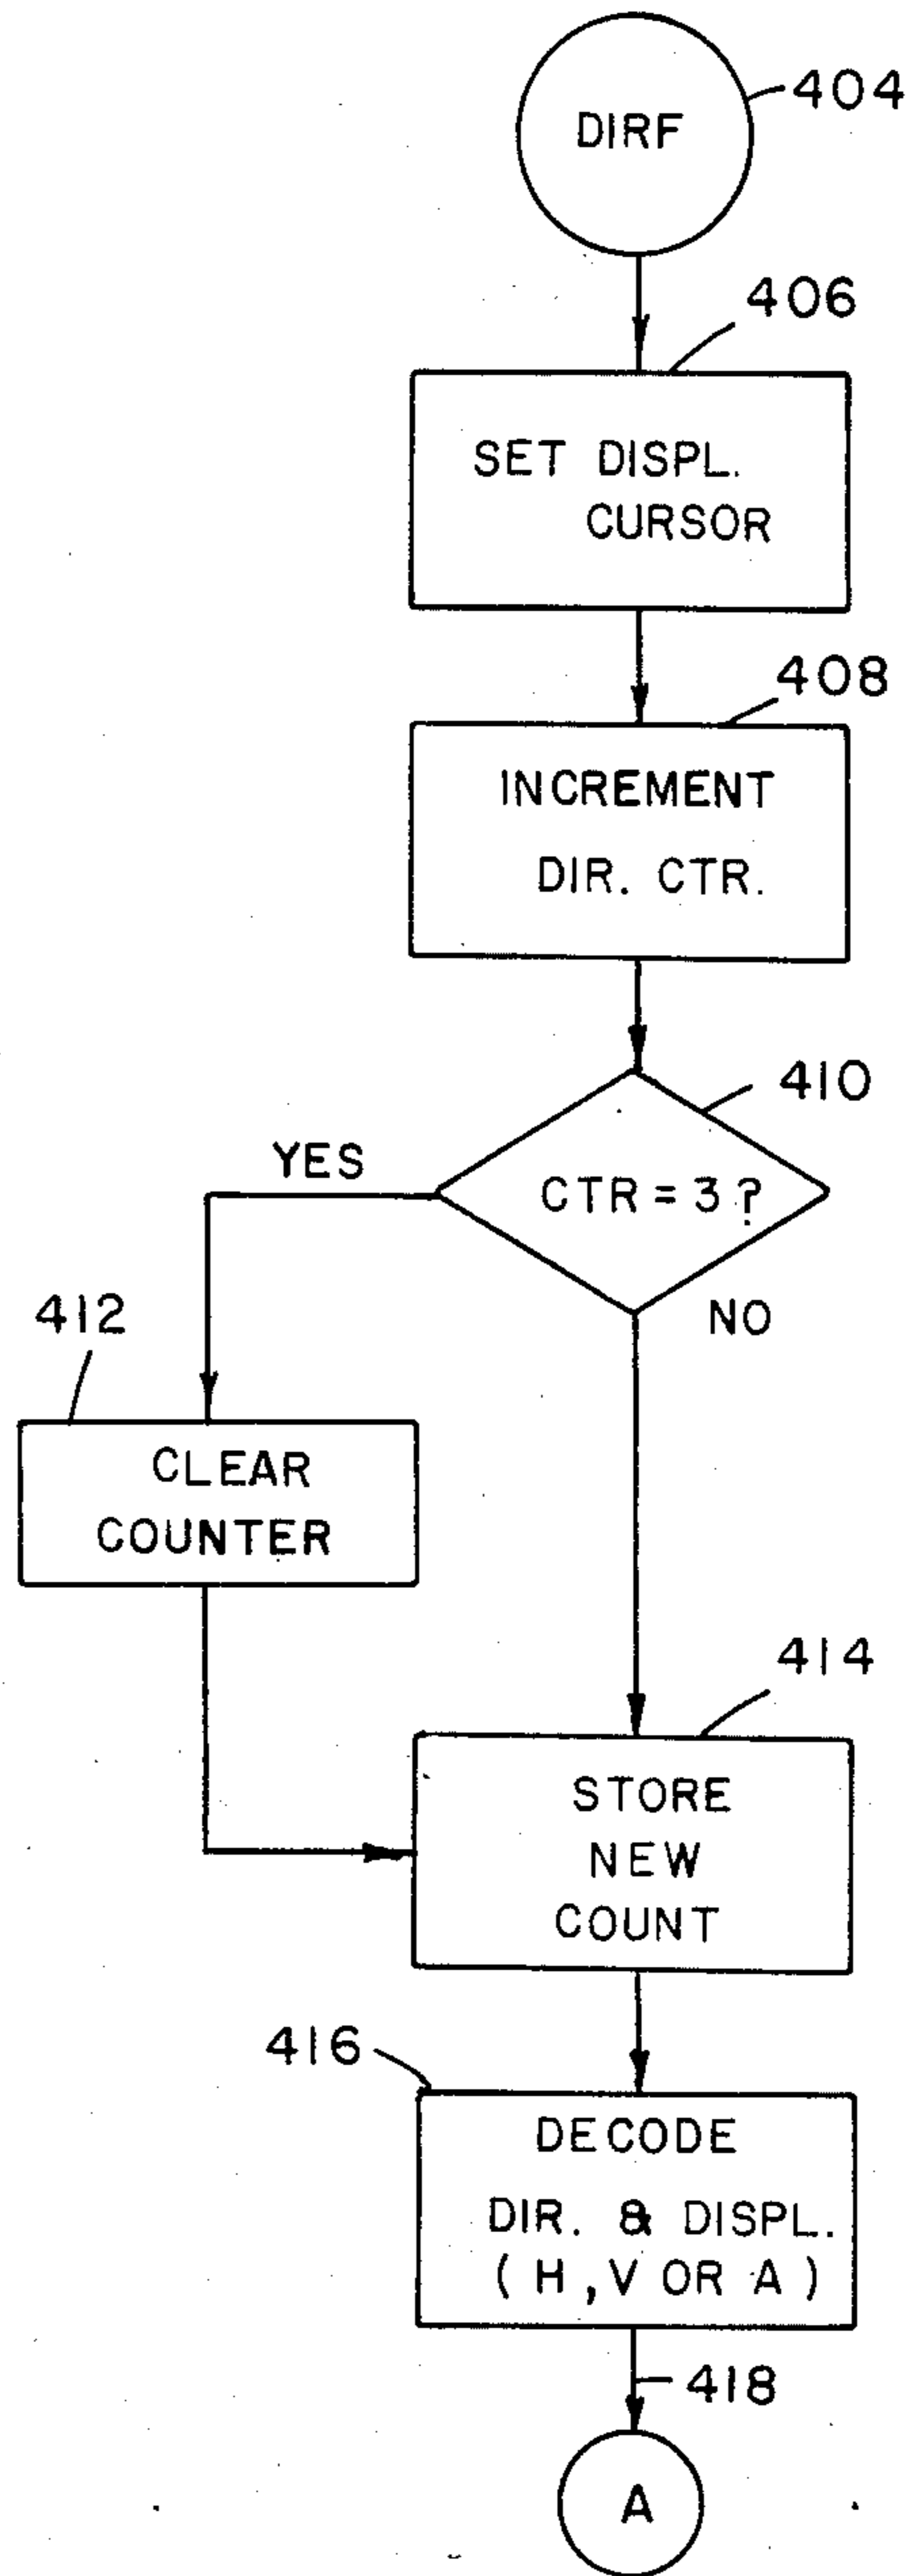 DIRF
404
406
SET DISPL.
CURSOR
408
INCREMENT
DIR. CTR.
410
YES
CTR = 3 ?
NO
412
CLEAR
COUNTER
414
STORE
NEW
COUNT
416
DECODE
DIR. & DISPL.
( H , V OR A )
418
A